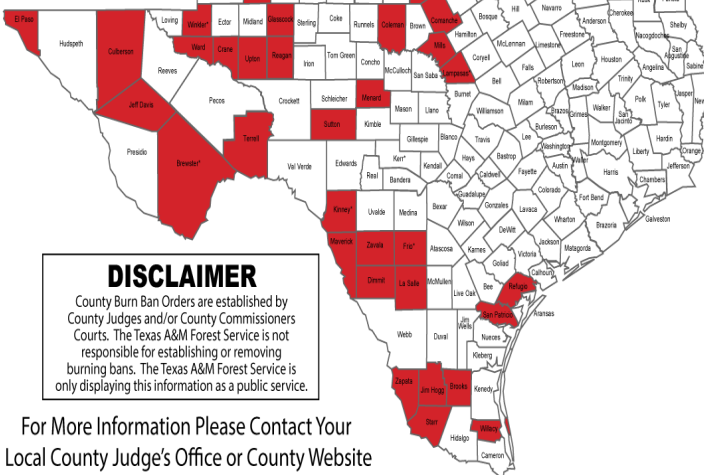 El Paso
Hudspeth
Culberson
Jeff Davis
Presidio
Brewster*
Loving
Winkler*
Ward
Reeves
Pecos
Terrell
Ector
Crane
Midland
Upton
Glasscock
Reagan
Sterling
Irion
Coke
Tom Green
Runnels
Concho
Coleman
McCulloch
Brown
San Saba
Comanche
Mills
Lampasas*
Hamilton
Bosque
Hill
Navarro
Coryell
McLennan
Limestone
Freestone
Anderson
Cherokee
Nacogdoches
Shelby
San
Augustine
Sabine
Bell
Falls
Robertson
Leon
Houston
Angelina
Trinity
Madison
Polk
Tyler
Jasper
Walker
San
Jacinto
Grimes
Brazos
Milam
Burnet
Williamson
Burleson
Lee
Washington
Montgomery
Liberty
Hardin
Orange
Jefferson
Chambers
Harris
Waller
Austin
Crockett
Schleicher
Menard
Sutton
Kimble
Mason
Llano
Gillespie
Blanco
Travis
Bastrop
Hays
Caldwell
Fayette
Val Verde
Edwards
Real
Kerr*
Bandera
Kendall
Comal
Guadalupe
Colorado
Fort Bend
Galveston
Brazoria
Wharton
Lavaca
Gonzales
Kinney*
Uvalde
Medina
Bexar
Wilson
DeWitt
Jackson
Matagorda
Victoria
Calhoun
Goliad
Karnes
Atascosa
Maverick
Zavala
Frio*
Dimmit
La Salle
McMullen
Live Oak
Bee
Refugio
San Patricio
Aransas
Nueces
Jim
Wells
Duval
Webb
Kleberg
Kenedy
Zapata
Jim Hogg
Brooks
Starr
Hidalgo
Willacy
Cameron
DISCLAIMER
County Burn Ban Orders are established by
County Judges and/or County Commissioners
Courts. The Texas A&M Forest Service is not
responsible for establishing or removing
burning bans. The Texas A&M Forest Service is
only displaying this information as a public service.
For More Information Please Contact Your
Local County Judge's Office or County Website